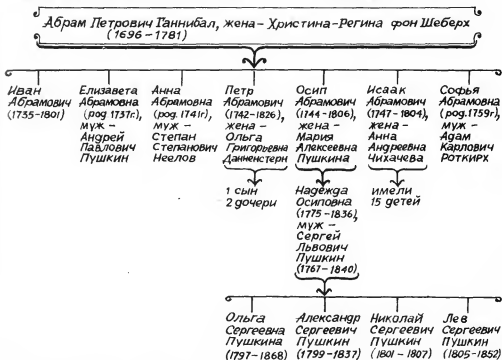 Абрам Петрович Ганнибал, жена – Христина-Регина фон Шеберх
(1696 – 1781)
Иван
Абрамович
(1735-1801)
Елизавета
Абрамовна
(род. 1737г.),
муж –
Андрей
Павлович
Пушкин
Анна
Абрамовна
(род. 1741г),
муж –
Степан
Степанович
Неелов
Петр
Абрамович
(1742-1826),
жена –
Ольга
Григорьевна
Данненстерн
1 сын
2 дочери
Осип
Абрамович
(1744-1806),
жена –
Мария
Алексеевна
Пушкина
Надежда
Осиповна
(1775-1836),
муж –
Сергей
Львович
Пушкин
(1767-1840)
Исаак
Абрамович
(1747-1804),
жена –
Анна
Андреевна
Чихачева
имели
15 детей
Софья
Абрамовна
(род. 1759г.),
муж –
Адам
Карлович
Роткирх
Ольга
Сергеевна
Пушкина
(1797-1868)
Александр
Сергеевич
Пушкин
(1799-1837)
Николай
Сергеевич
Пушкин
(1801 - 1807)
Лев
Сергеевич
Пушкин
(1805-1852)